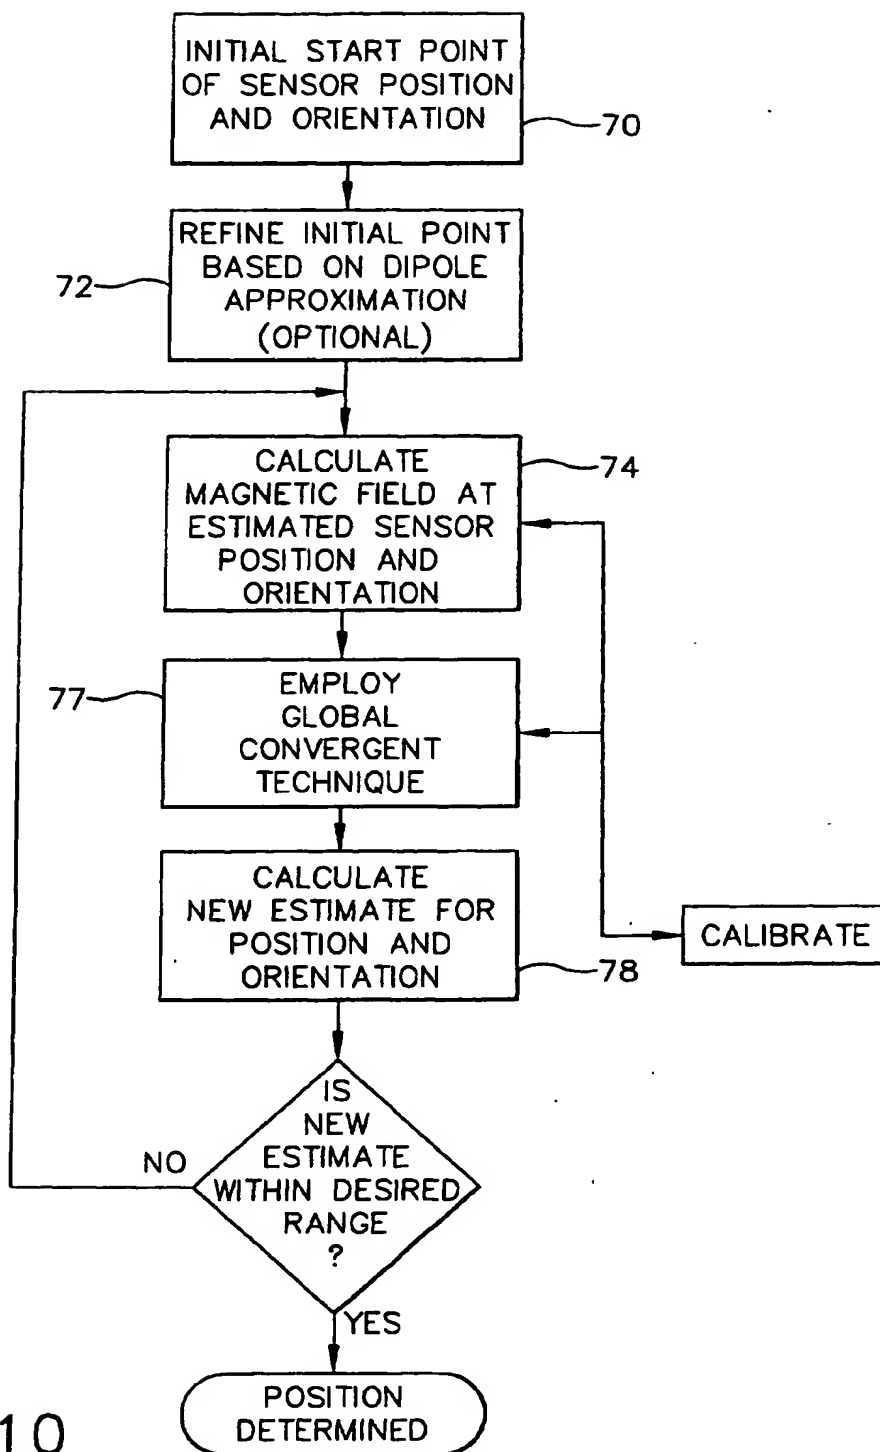 INITIAL START POINT
OF SENSOR POSITION
AND ORIENTATION
70
REFINE INITIAL POINT
BASED ON DIPOLE
APPROXIMATION
(OPTIONAL)
72
CALCULATE
MAGNETIC FIELD AT
ESTIMATED SENSOR
POSITION AND
ORIENTATION
74
EMPLOY
GLOBAL
CONVERGENT
TECHNIQUE
77
CALCULATE
NEW ESTIMATE FOR
POSITION AND
ORIENTATION
78
CALIBRATE
IS
NEW
ESTIMATE
WITHIN DESIRED
RANGE
?
NO
YES
POSITION
DETERMINED
10